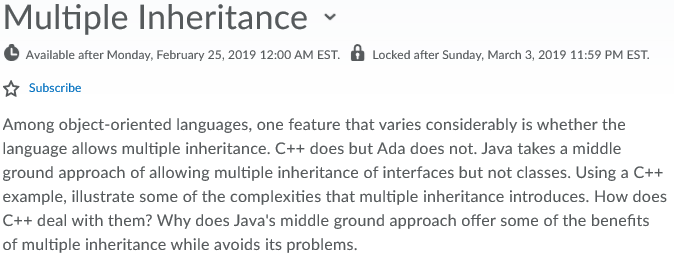 Multiple Inheritance
Available after Monday, February 25, 2019 12:00 AM EST. Locked after Sunday, March 3, 2019 11:59 PM EST.
Subscribe
Among object-oriented languages, one feature that varies considerably is whether the
language allows multiple inheritance. C++ does but Ada does not. Java takes a middle
ground approach of allowing multiple inheritance of interfaces but not classes. Using a C++
example, illustrate some of the complexities that multiple inheritance introduces. How does
C++ deal with them? Why does Java's middle ground approach offer some of the benefits
of multiple inheritance while avoids its problems.